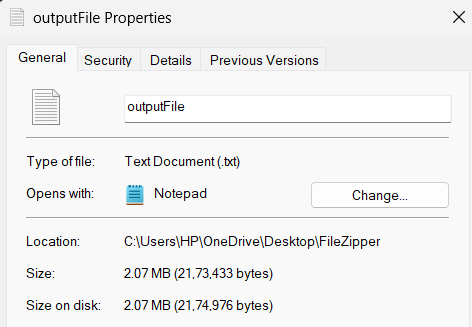 outputFile Properties
General Security Details Previous Versions
outputFile
Type of file: Text Document (.txt)
Opens with: Notepad Change...
Location: C:\Users\HP\OneDrive\Desktop\FileZipper
Size: 2.07 MB (21,73,433 bytes)
Size on disk: 2.07 MB (21,74,976 bytes)